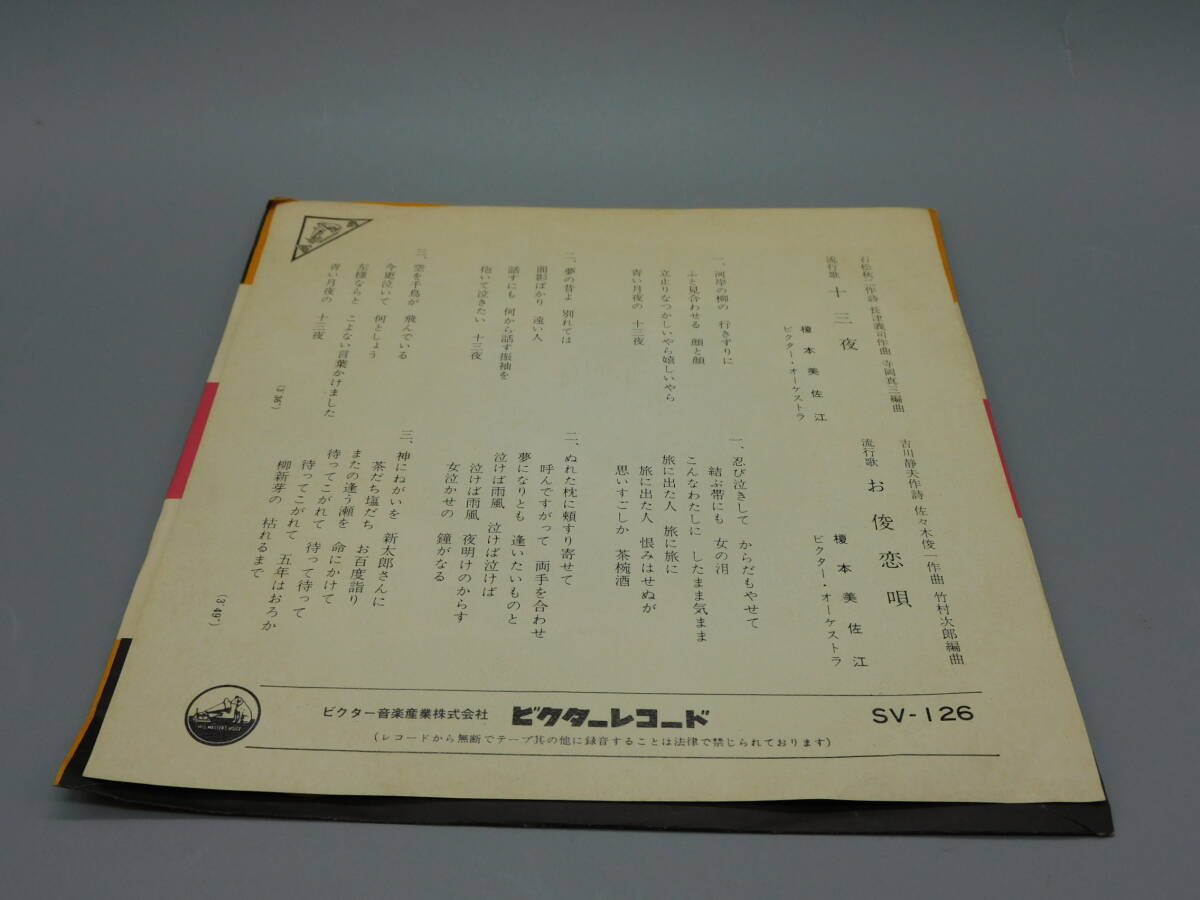 石松秋二作詩 長津義司作曲 寺岡真三編曲
流行歌 十三夜
榎本美佐江
ビクター・オーケストラ
一、河岸の柳の 行きずりに
ふと見合わせる 顔と顔
立止りなつかしいやら嬉しいやら
青い月夜の 十三夜
二、夢の昔よ 別れては
面影ばかり 遠い人
話すにも 何から話す振袖を
抱いて泣きたい 十三夜
三、空を千鳥が 飛んでいる
今更泣いて 何としょう
左様ならと こよない言葉かけました
青い月夜の 十三夜
(3'36")
吉川静夫作詩 佐々木俊一作曲 竹村次郎編曲
流行歌 お俊恋唄
榎本美佐江
ビクター・オーケストラ
一、忍び泣きして からだもやせて
結ぶ帯にも 女の泪
こんなわたしに したまま気まま
旅に出た人 旅に旅に
旅に出た人 恨みはせぬが
思いすごしか 茶椀酒
二、ぬれた枕に頬すり寄せて
呼んですがって 両手を合わせ
夢になりとも 逢いたいものと
泣けば雨風 泣けば泣けば
泣けば雨風 夜明けのからす
女泣かせの 鐘がなる
三、神にねがいを 新太郎さんに
茶だち塩だち お百度詣り
またの逢う瀬を 命にかけて
待ってこがれて 待って待って
待ってこがれて 五年はおろか
柳新芽の 枯れるまで
(3'49")
HIS MASTER'S VOICE
ビクター音楽産業株式会社 ビクターレコード SV-126
(レコードから無断でテープ其の他に録音することは法律で禁じられております)